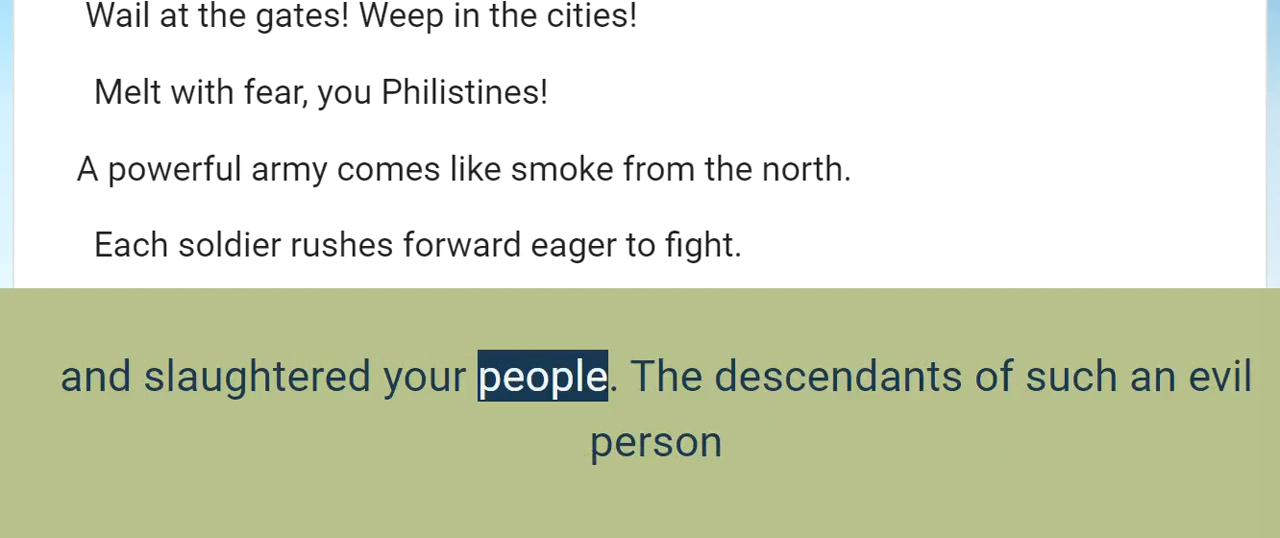 Wail at the gates! Weep in the cities!
Melt with fear, you Philistines!
A powerful army comes like smoke from the north.
Each soldier rushes forward eager to fight.
and slaughtered your people. The descendants of such an evil
person